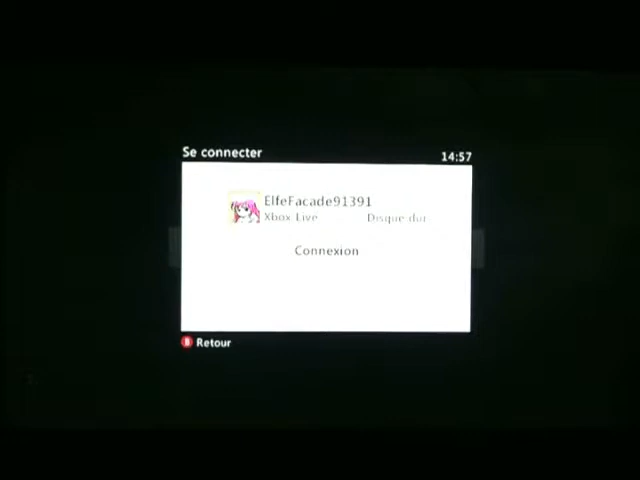 Se connecter 14:57
ElfeFacade91391
Xbox Live Disque dur
Connexion
B Retour